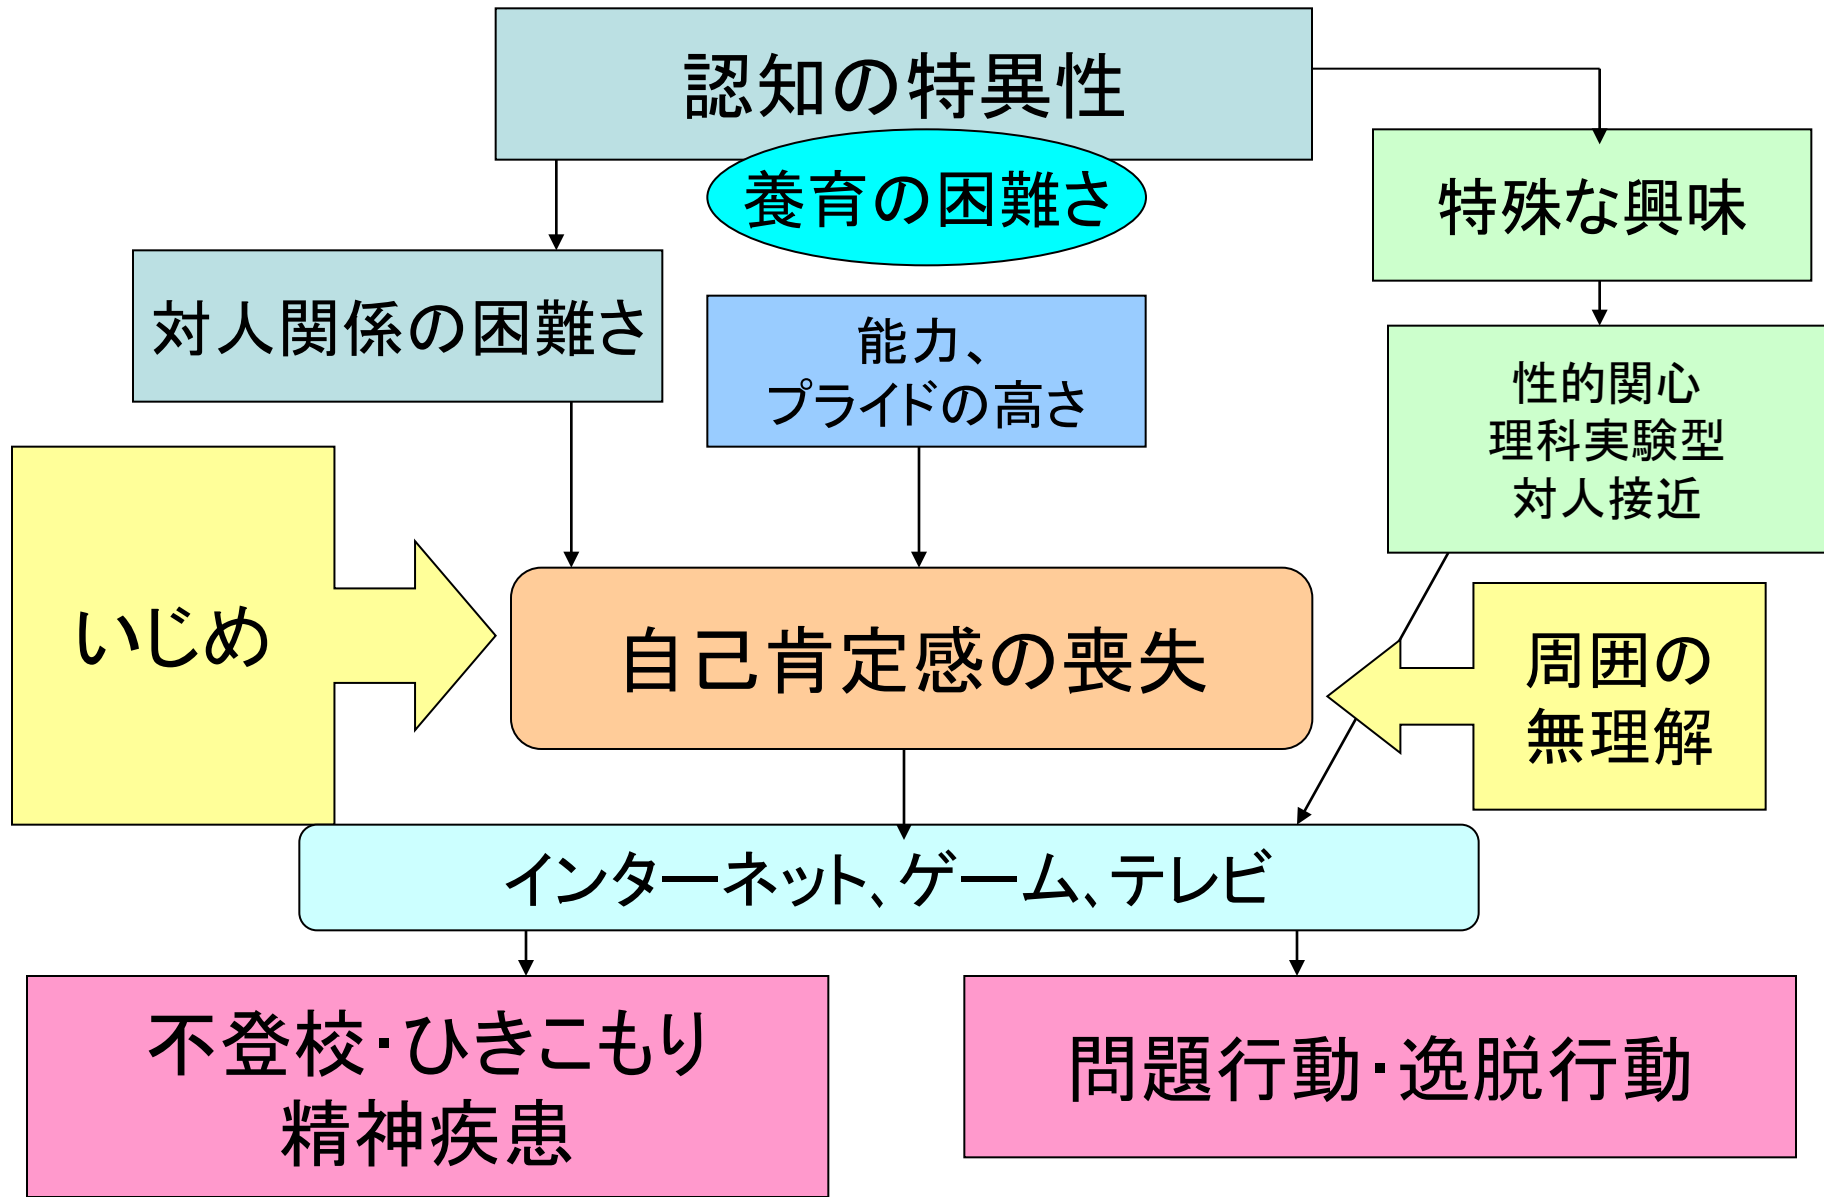 認知の特異性
養育の困難さ
特殊な興味
対人関係の困難さ
能力、
プライドの高さ
性的関心
理科実験型
対人接近
いじめ
自己肯定感の喪失
周囲の
無理解
インターネット、ゲーム、テレビ
不登校・ひきこもり
精神疾患
問題行動・逸脱行動